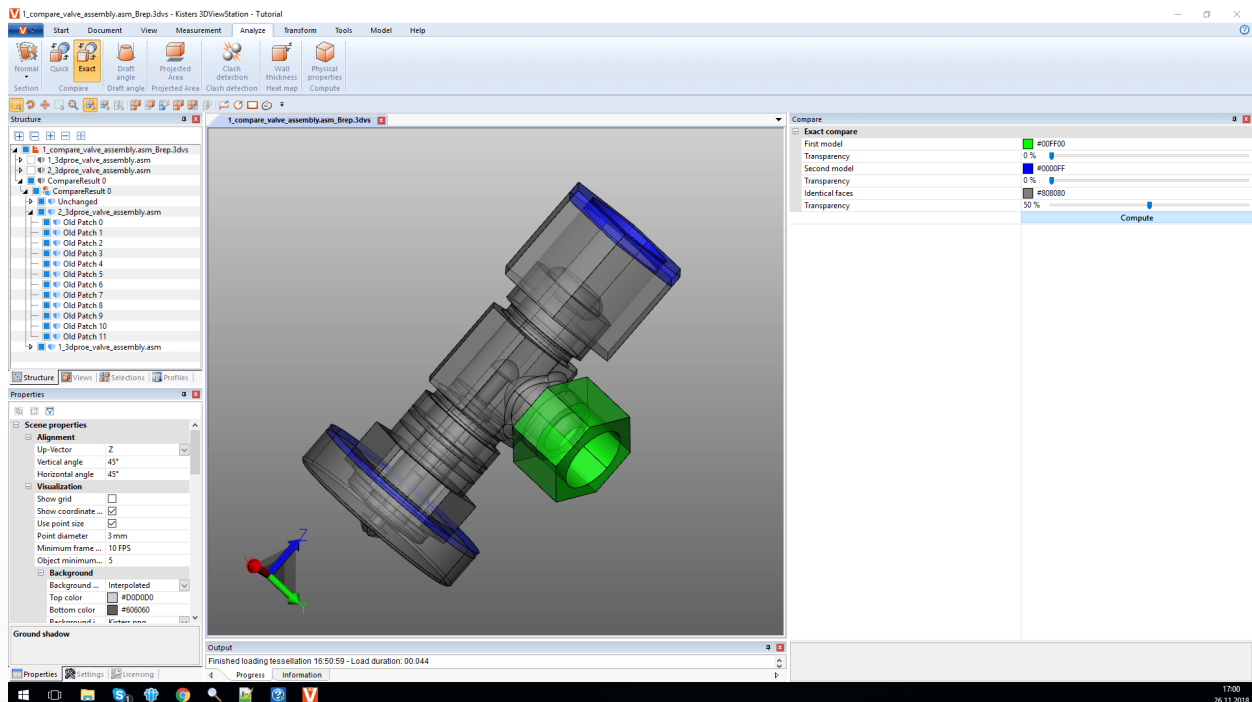 1_compare_valve_assembly.asm_Brep.3dvs - Kisters 3DViewStation - Tutorial
Start Document View Measurement Analyze Transform Tools Model Help
Normal Quick Exact Draft angle Projected Area Clash detection Wall thickness Physical properties
Section Compare Draft angle Projected Area Clash detection Heat map Compute
Structure
1_compare_valve_assembly.asm_Brep.3dvs
1_3dproe_valve_assembly.asm
2_3dproe_valve_assembly.asm
CompareResult 0
CompareResult 0
Unchanged
2_3dproe_valve_assembly.asm
Old Patch 0
Old Patch 1
Old Patch 2
Old Patch 3
Old Patch 4
Old Patch 5
Old Patch 6
Old Patch 7
Old Patch 8
Old Patch 9
Old Patch 10
Old Patch 11
1_3dproe_valve_assembly.asm
Structure Views Selections Profiles
Properties
Scene properties
Alignment
Up-Vector Z
Vertical angle 45°
Horizontal angle 45°
Visualization
Show grid
Show coordinate ...
Use point size
Point diameter 3 mm
Minimum frame ... 10 FPS
Object minimum... 5
Background
Background ... Interpolated
Top color #D0D0D0
Bottom color #606060
Background i Kisters.png
Ground shadow
Properties Settings Licensing
1_compare_valve_assembly.asm_Brep.3dvs
Z
Y
Output
Finished loading tessellation 16:50:59 - Load duration: 00.044
Progress Information
Compare
Exact compare
First model #00FF00
Transparency 0 %
Second model #0000FF
Transparency 0 %
Identical faces #808080
Transparency 50 %
Compute
17:00
26.11.2018